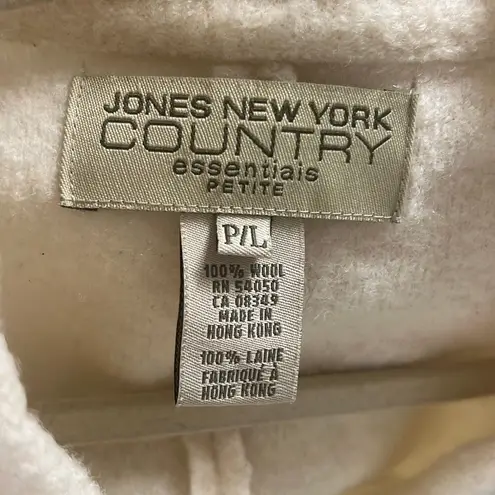 JONES NEW YORK
COUNTRY
essentials
PETITE
P/L
100% WOOL
RN 54050
CA 08349
MADE IN
HONG KONG
100% LAINE
FABRIQUÉ À
HONG KONG